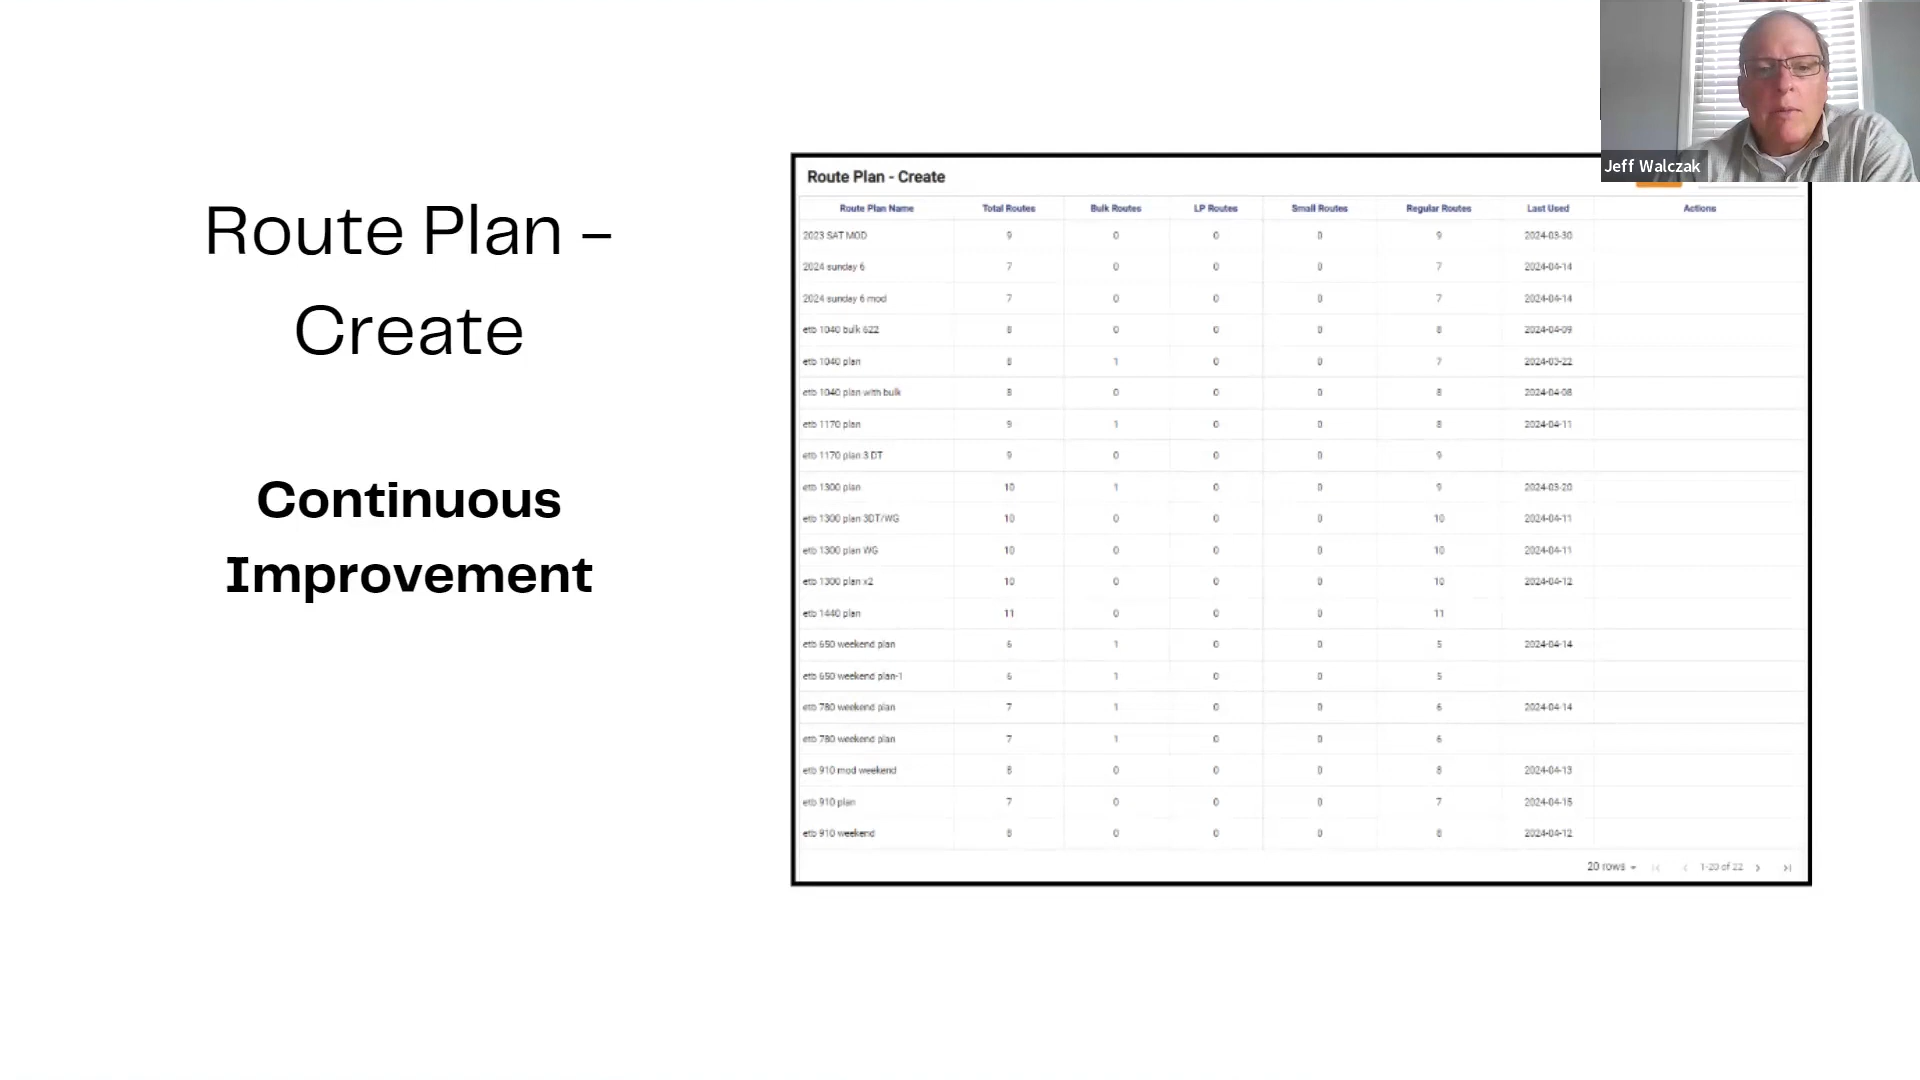 Route Plan –
Create
Continuous
Improvement
Jeff Walczak
Route Plan - Create
Route Plan Name Total Routes Bulk Routes LP Routes Small Routes Regular Routes Last Used Actions
2023 SAT MOD 9 0 0 0 9 2024-03-30
2024 sunday 6 7 0 0 0 7 2024-04-14
2024 sunday 6 mod 7 0 0 0 7 2024-04-14
etb 1040 bulk 622 8 0 0 0 8 2024-04-09
etb 1040 plan 8 1 0 0 7 2024-03-22
etb 1040 plan with bulk 8 0 0 0 8 2024-04-08
etb 1170 plan 9 1 0 0 8 2024-04-11
etb 1170 plan 3 DT 9 0 0 0 9
etb 1300 plan 10 1 0 0 9 2024-03-20
etb 1300 plan 3DT/WG 10 0 0 0 10 2024-04-11
etb 1300 plan WG 10 0 0 0 10 2024-04-11
etb 1300 plan x2 10 0 0 0 10 2024-04-12
etb 1440 plan 11 0 0 0 11
etb 650 weekend plan 6 1 0 0 5 2024-04-14
etb 650 weekend plan-1 6 1 0 0 5
etb 780 weekend plan 7 1 0 0 6 2024-04-14
etb 780 weekend plan 7 1 0 0 6
etb 910 mod weekend 8 0 0 0 8 2024-04-13
etb 910 plan 7 0 0 0 7 2024-04-15
etb 910 weekend 8 0 0 0 8 2024-04-12
20 rows 1-20 of 22